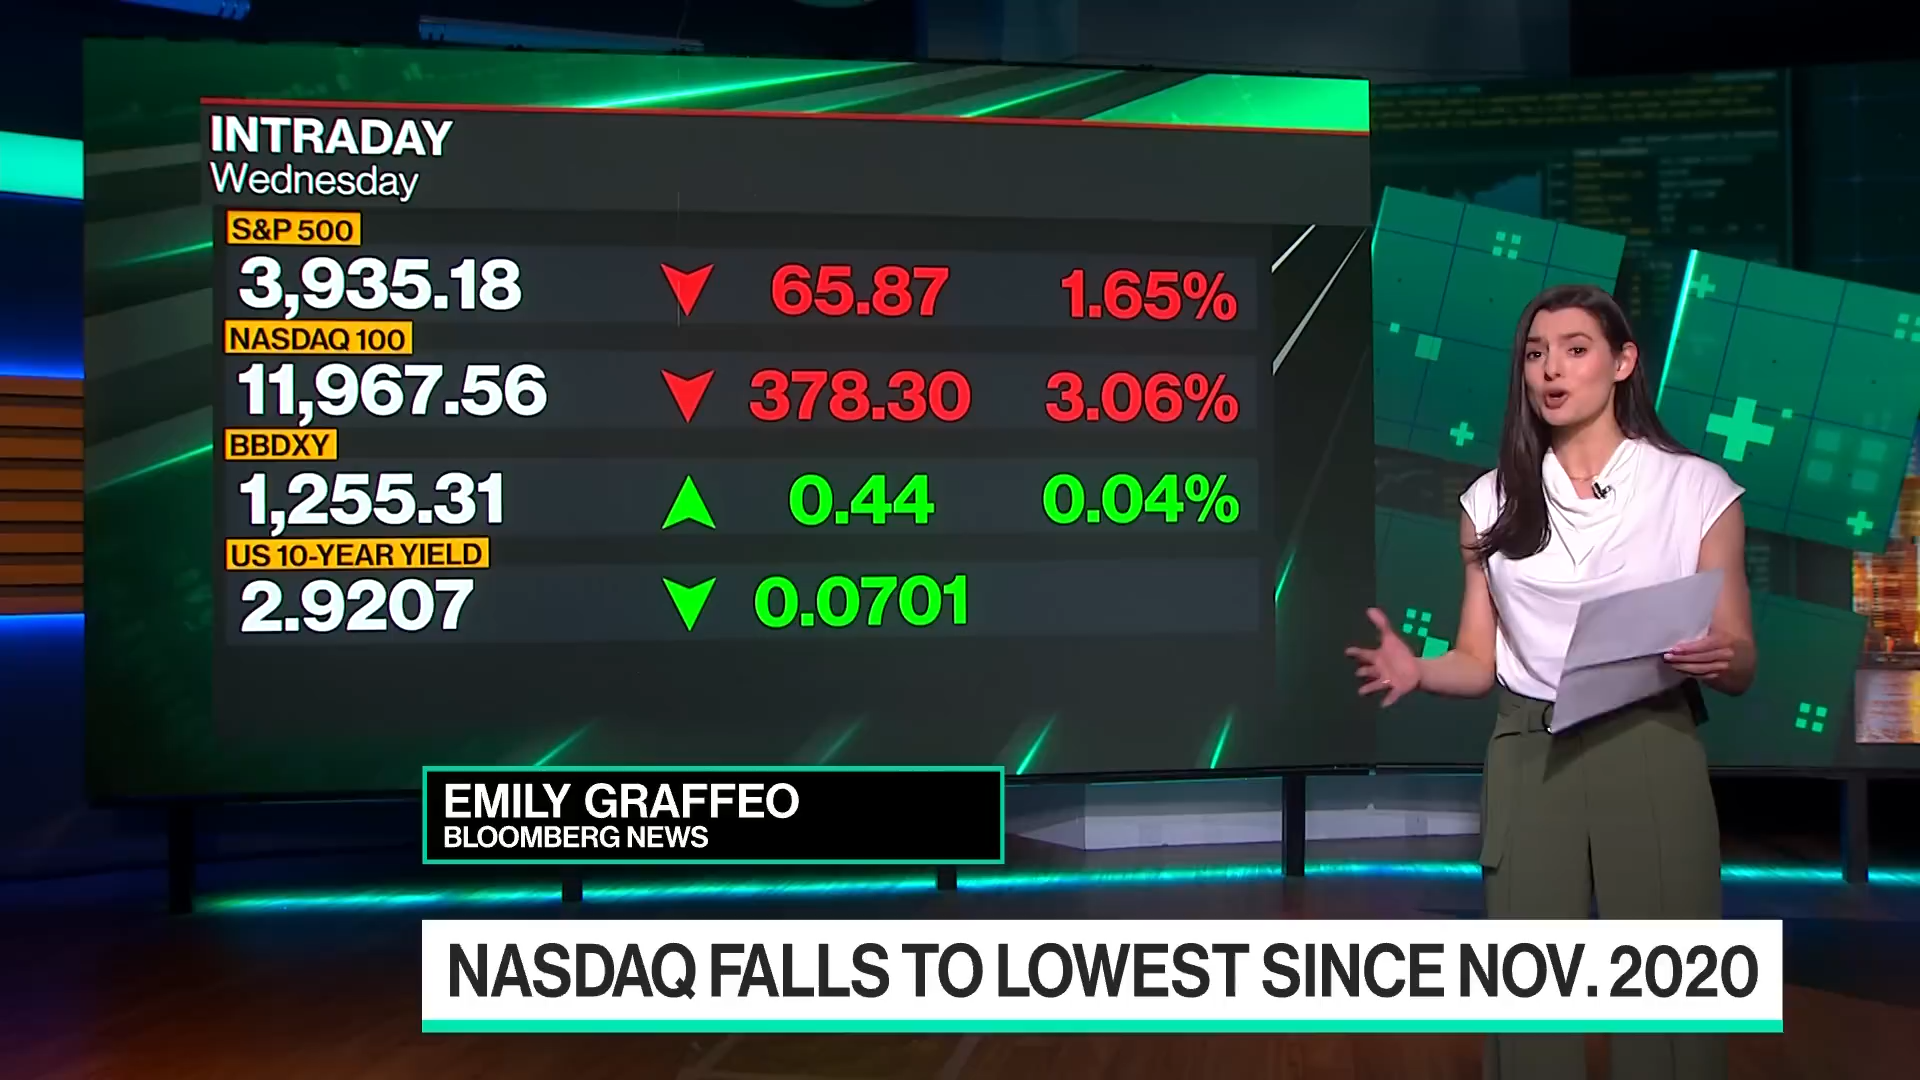 INTRADAY
Wednesday
S&P 500
3,935.18 65.87 1.65%
NASDAQ 100
11,967.56 378.30 3.06%
BBDXY
1,255.31 0.44 0.04%
US 10-YEAR YIELD
2.9207 0.0701
EMILY GRAFFEO
BLOOMBERG NEWS
NASDAQ FALLS TO LOWEST SINCE NOV. 2020